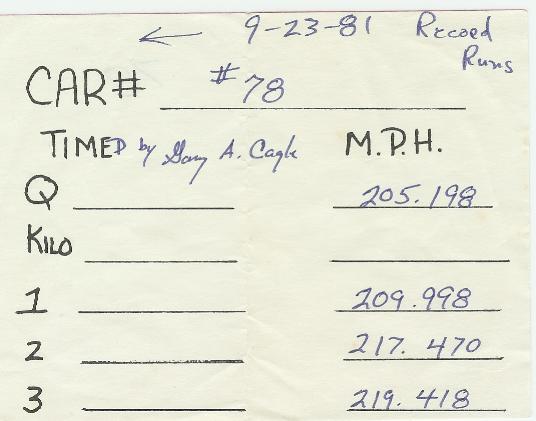 ← 9-23-81 Record Runs
CAR# #78
TIMED by Gary A. Cagle M.P.H.
Q 205.198
KILO
1 209.998
2 217.470
3 219.418